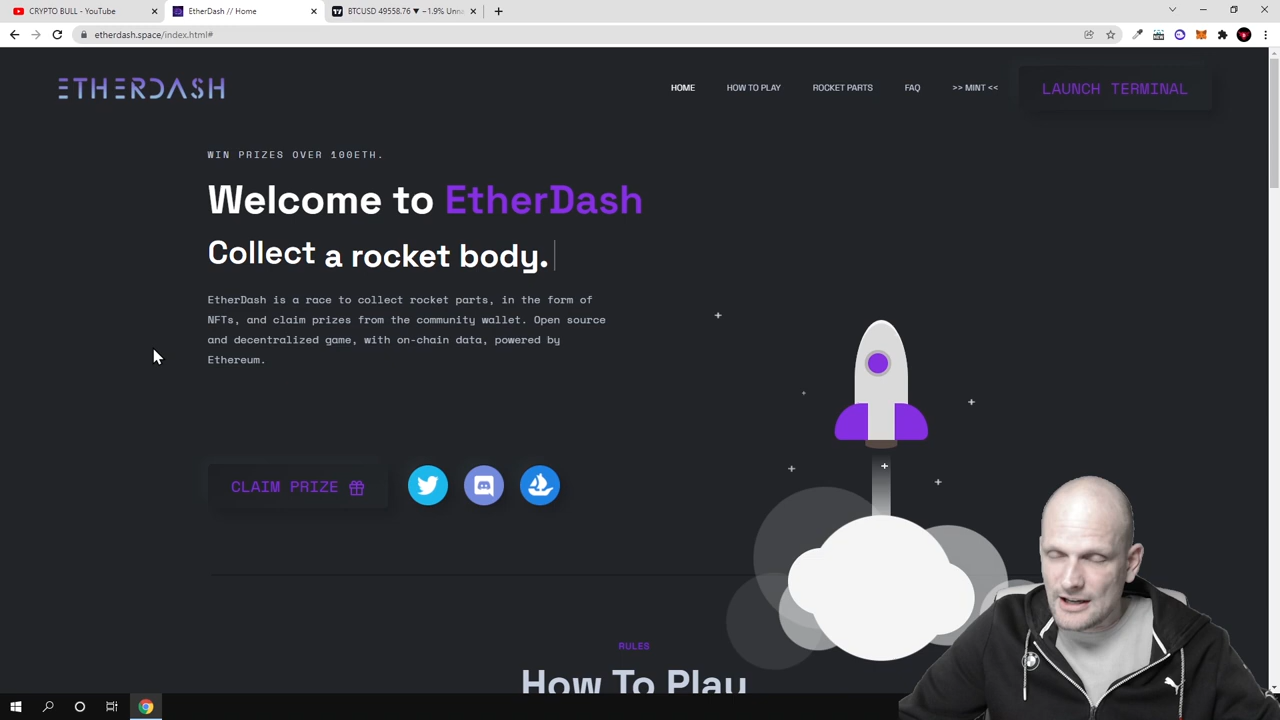 CRYPTO BULL - YouTube
EtherDash // Home
BTCUSD 49558.76 ▼ −1.9% Unna
etherdash.space/index.html#
ETHERDASH
HOME
HOW TO PLAY
ROCKET PARTS
FAQ
>> MINT <<
LAUNCH TERMINAL
WIN PRIZES OVER 100ETH.
Welcome to EtherDash
Collect a rocket body.
EtherDash is a race to collect rocket parts, in the form of
NFTs, and claim prizes from the community wallet. Open source
and decentralized game, with on-chain data, powered by
Ethereum.
CLAIM PRIZE
RULES
How To Play